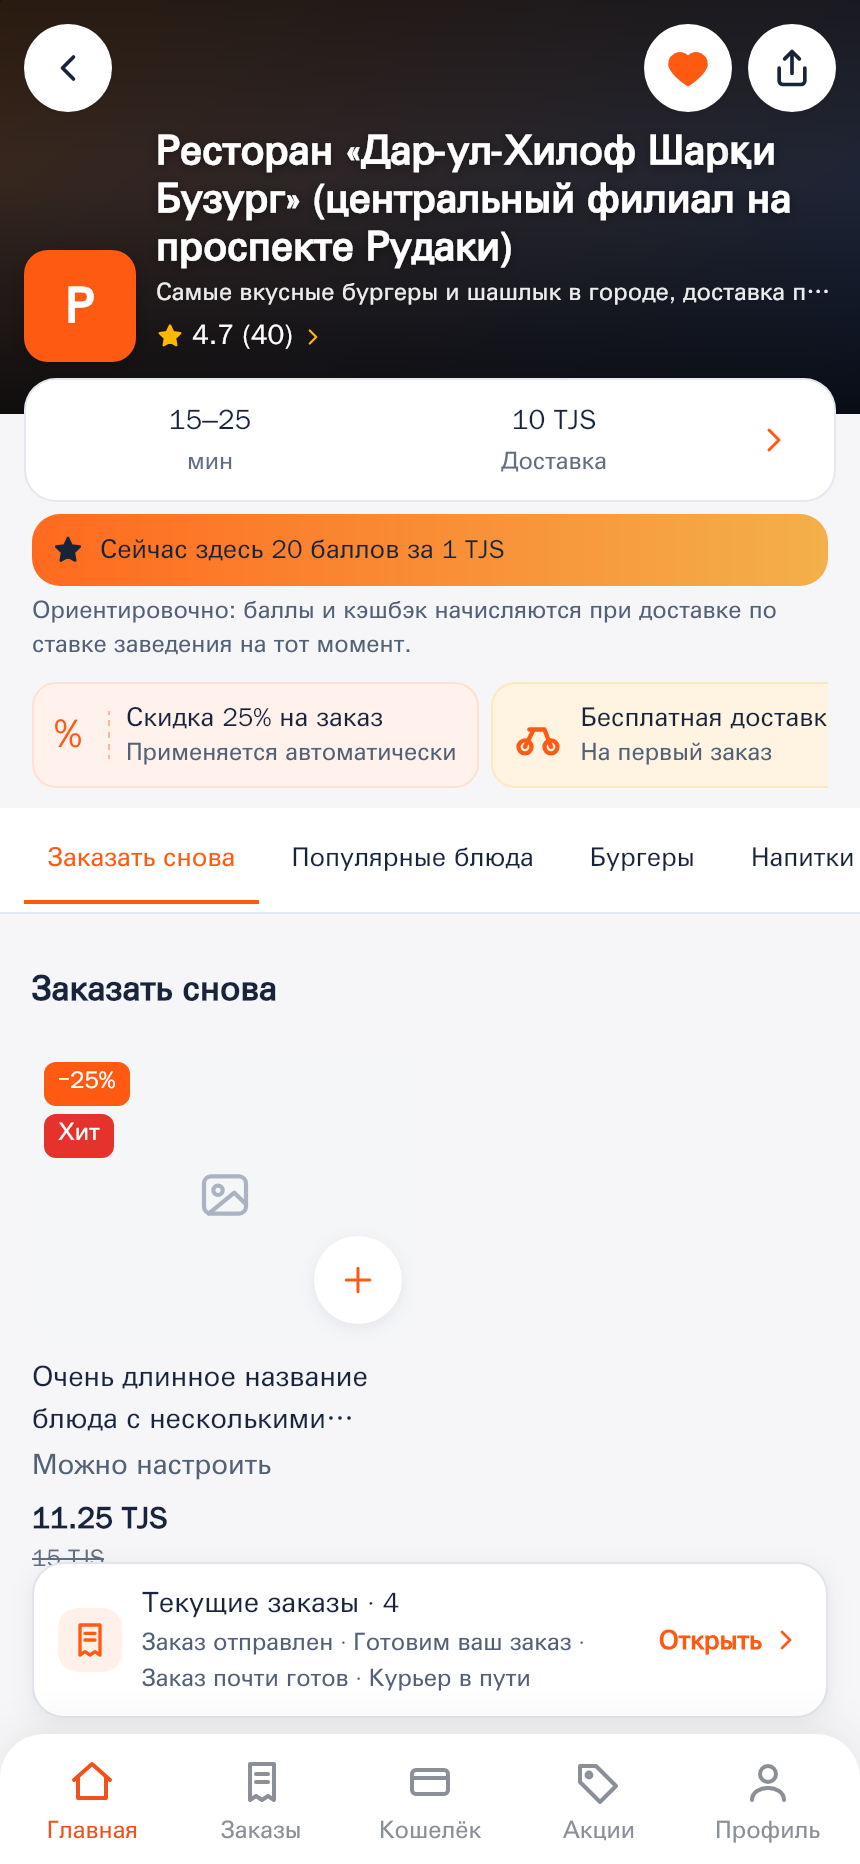 Ресторан «Дар-ул-Хилоф Шарқи
Бузург» (центральный филиал на
проспекте Рудаки)
Р
Самые вкусные бургеры и шашлык в городе, доставка п···
4.7 (40)
15–25
мин
10 TJS
Доставка
Сейчас здесь 20 баллов за 1 TJS
Ориентировочно: баллы и кэшбэк начисляются при доставке по
ставке заведения на тот момент.
%
Скидка 25% на заказ
Применяется автоматически
Бесплатная доставк
На первый заказ
Заказать снова
Популярные блюда
Бургеры
Напитки
Заказать снова
−25%
Хит
Очень длинное название
блюда с несколькими···
Можно настроить
11.25 TJS
15 TJS
Текущие заказы · 4
Заказ отправлен · Готовим ваш заказ ·
Заказ почти готов · Курьер в пути
Открыть
Главная
Заказы
Кошелёк
Акции
Профиль